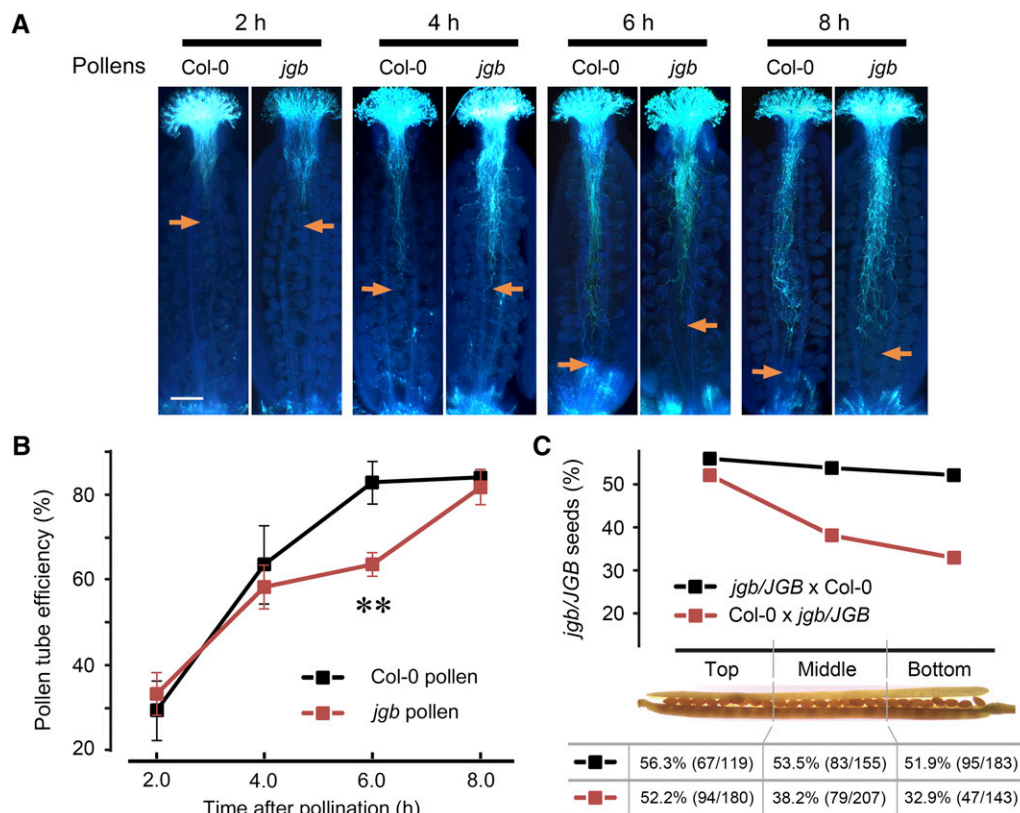 A
2 h 4 h 6 h 8 h
Pollens Col-0 jgb Col-0 jgb Col-0 jgb Col-0 jgb
B
Pollen tube efficiency (%)
80
60
40
20
**
Col-0 pollen
jgb pollen
2.0 4.0 6.0 8.0
Time after pollination (h)
C
jgb/JGB seeds (%)
50
40
30
20
jgb/JGB x Col-0
Col-0 x jgb/JGB
Top Middle Bottom
56.3% (67/119) 53.5% (83/155) 51.9% (95/183)
52.2% (94/180) 38.2% (79/207) 32.9% (47/143)